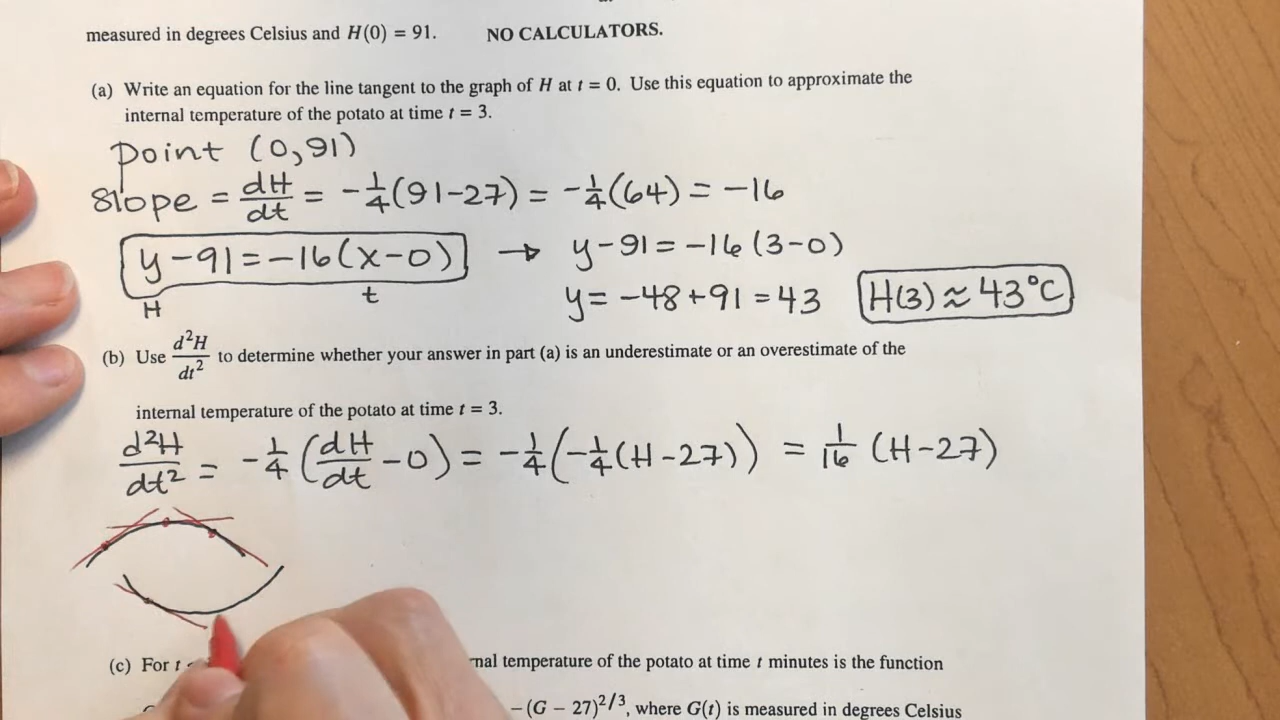 measured in degrees Celsius and H(0) = 91. NO CALCULATORS.
(a) Write an equation for the line tangent to the graph of H at t = 0. Use this equation to approximate the
internal temperature of the potato at time t = 3.
Point (0,91)
Slope = dH/dt = -1/4(91-27) = -1/4(64) = -16
y-91=-16(x-0) → y-91=-16(3-0)
H t
y= -48+91 = 43 H(3) ≈ 43°C
(b) Use d²H/dt² to determine whether your answer in part (a) is an underestimate or an overestimate of the
internal temperature of the potato at time t = 3.
d²H/dt² = -1/4(dH/dt -0) = -1/4(-1/4(H-27)) = 1/16 (H-27)
(c) For t temperature of the potato at time t minutes is the function
-(G - 27)^2/3, where G(t) is measured in degrees Celsius